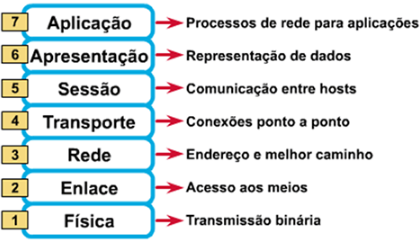 7 Aplicação Processos de rede para aplicações
6 Apresentação Representação de dados
5 Sessão Comunicação entre hosts
4 Transporte Conexões ponto a ponto
3 Rede Endereço e melhor caminho
2 Enlace Acesso aos meios
1 Física Transmissão binária